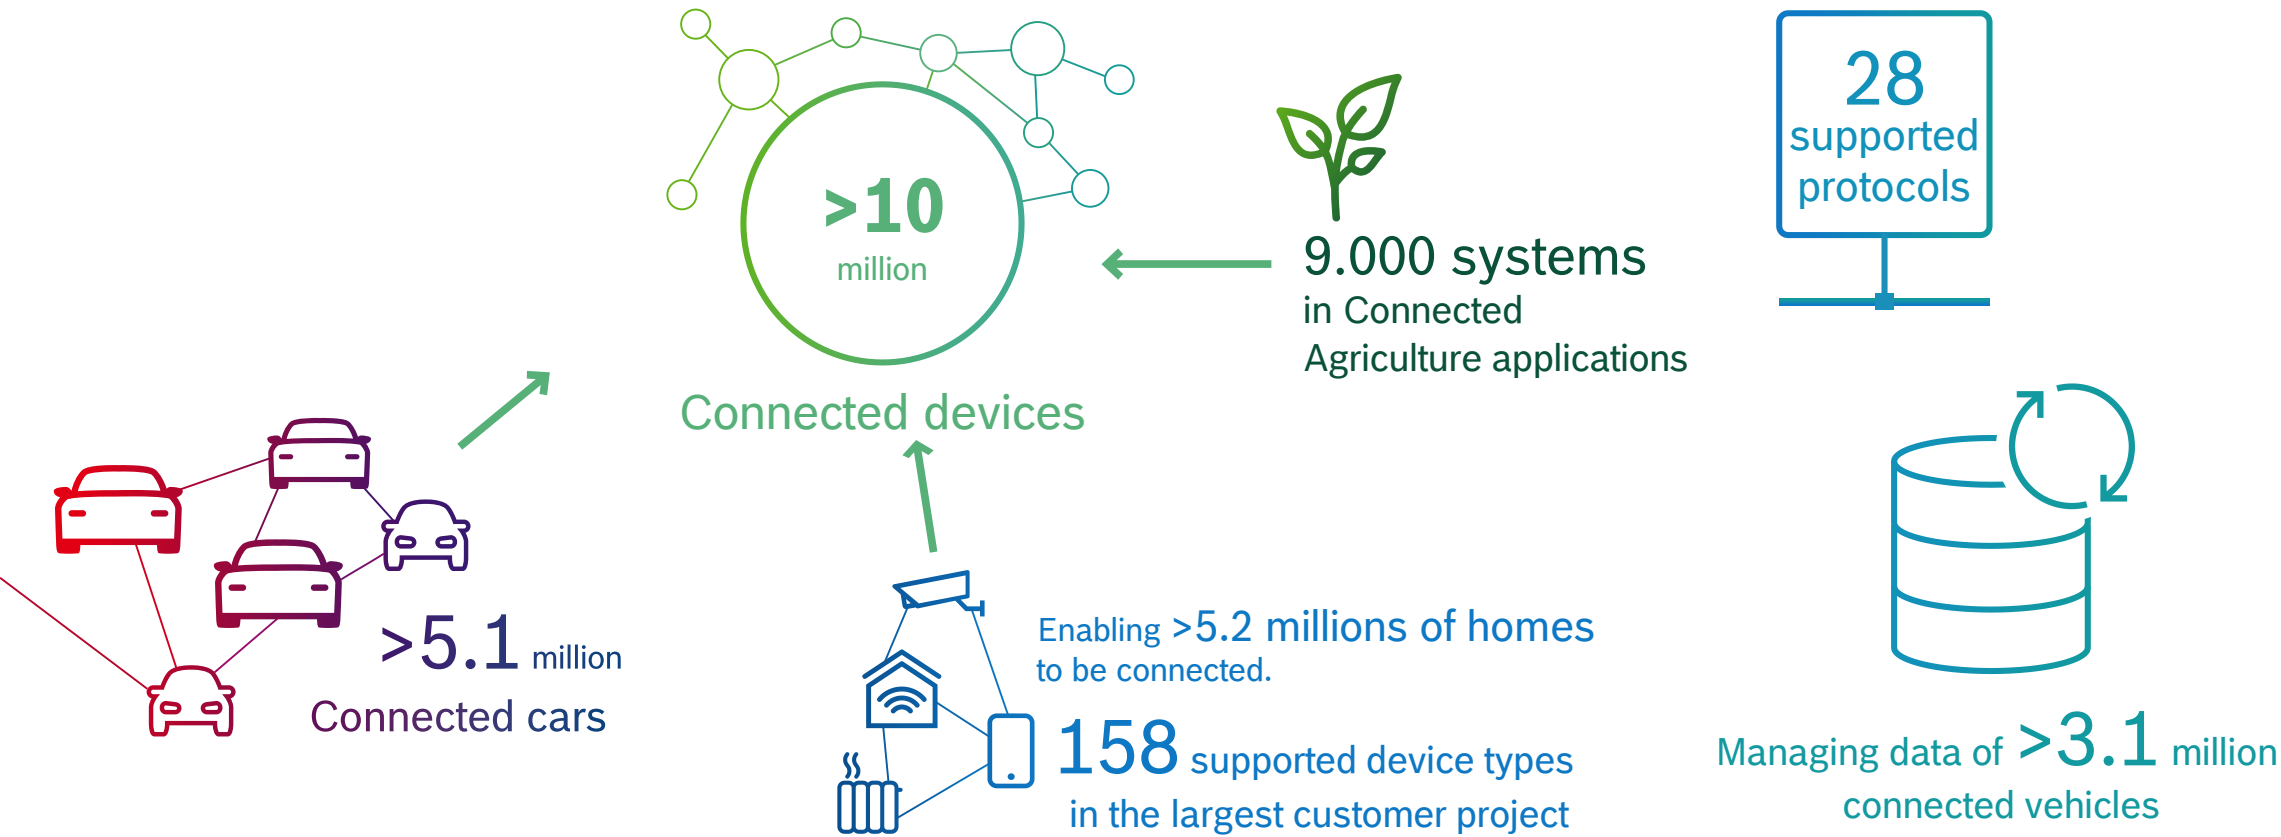 >10
million
Connected devices
9.000 systems
in Connected
Agriculture applications
28
supported
protocols
>5.1 million
Connected cars
Enabling >5.2 millions of homes
to be connected.
158 supported device types
in the largest customer project
Managing data of >3.1 million
connected vehicles